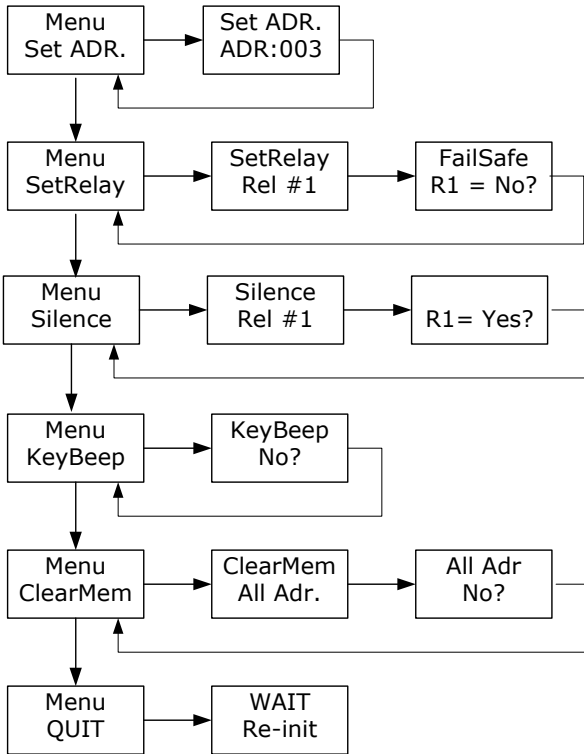 Menu
Set ADR.
Set ADR.
ADR:003
Menu
SetRelay
SetRelay
Rel #1
FailSafe
R1 = No?
Menu
Silence
Silence
Rel #1
R1= Yes?
Menu
KeyBeep
KeyBeep
No?
Menu
ClearMem
ClearMem
All Adr.
All Adr
No?
Menu
QUIT
WAIT
Re-init